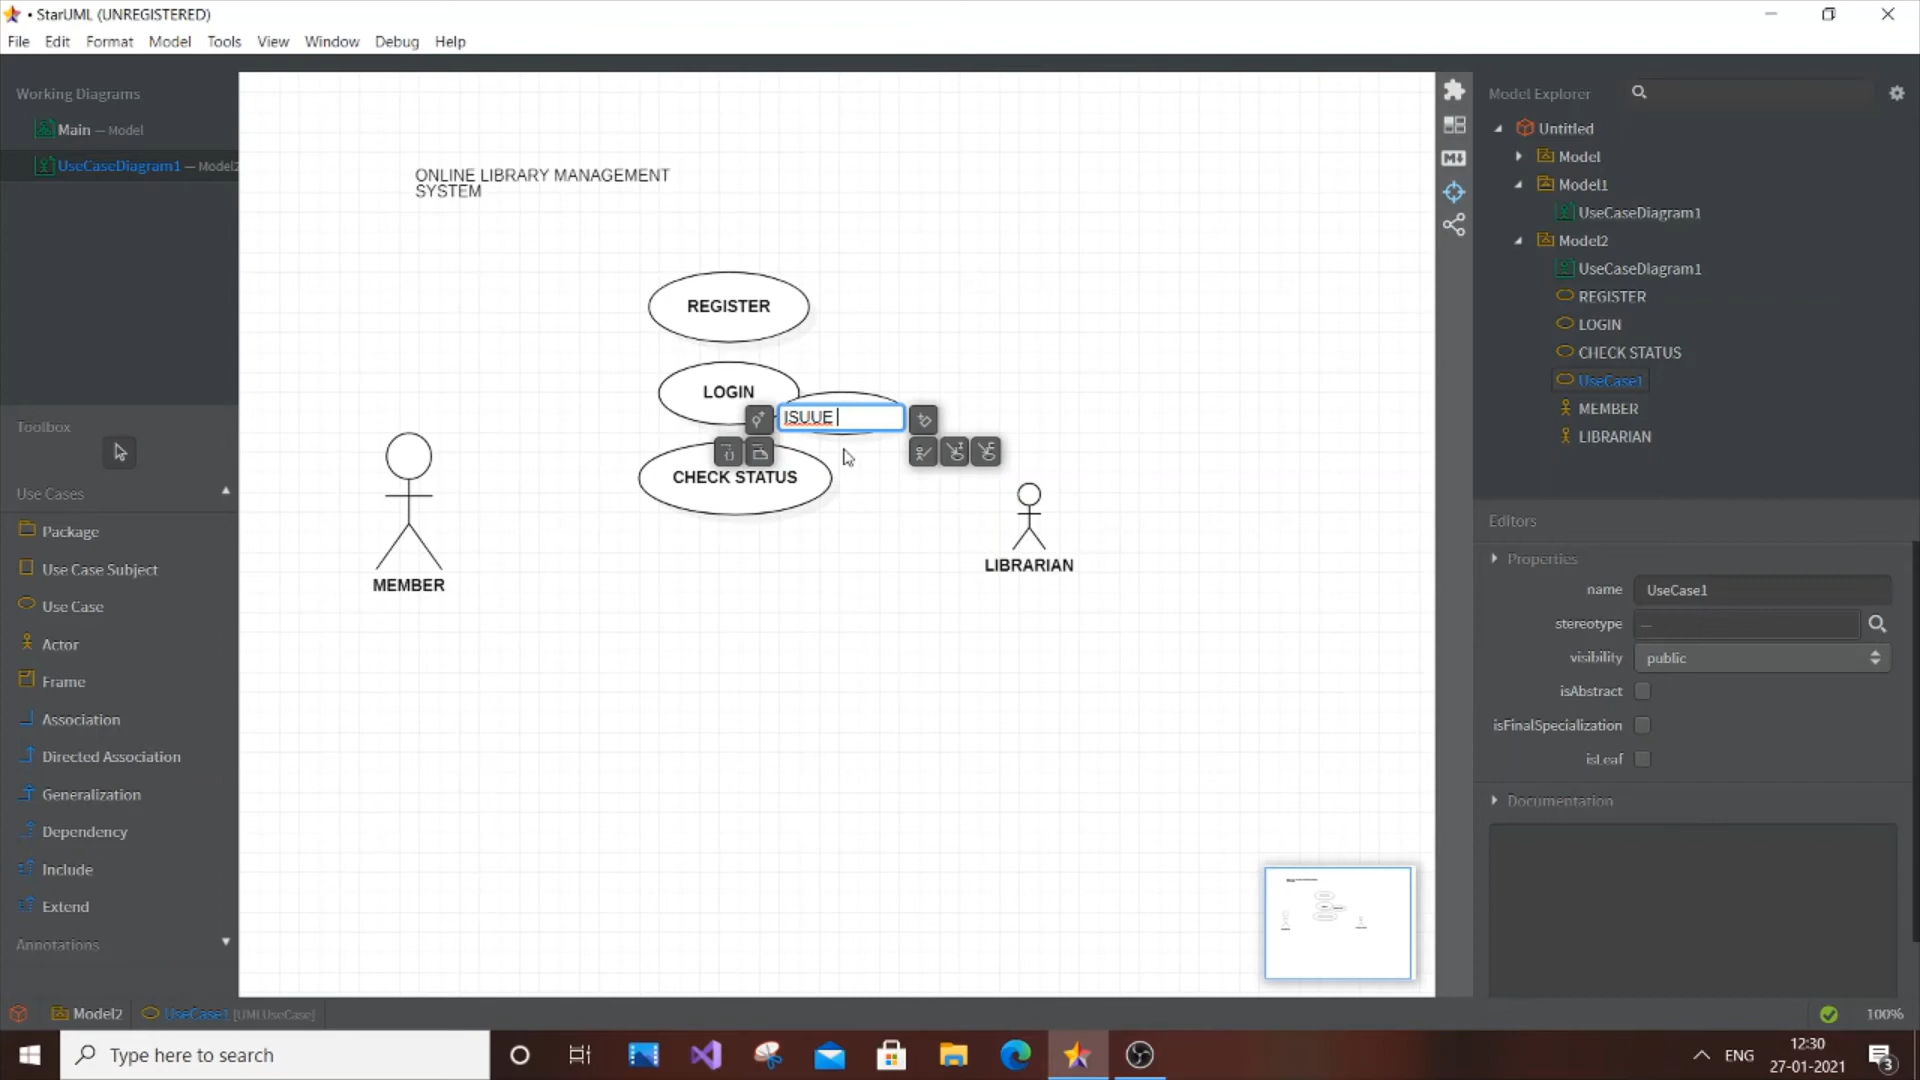 • StarUML (UNREGISTERED)
File Edit Format Model Tools View Window Debug Help
Working Diagrams
Main — Model
UseCaseDiagram1 — Model2
Toolbox
Use Cases
Package
Use Case Subject
Use Case
Actor
Frame
Association
Directed Association
Generalization
Dependency
Include
Extend
Annotations
ONLINE LIBRARY MANAGEMENT
SYSTEM
REGISTER
LOGIN
ISUUE
CHECK STATUS
MEMBER
LIBRARIAN
Model Explorer
Untitled
Model
Model1
UseCaseDiagram1
Model2
UseCaseDiagram1
REGISTER
LOGIN
CHECK STATUS
UseCase1
MEMBER
LIBRARIAN
Editors
Properties
name UseCase1
stereotype —
visibility public
isAbstract
isFinalSpecialization
isLeaf
Documentation
Model2 UseCase1 [UMLUseCase]
100%
Type here to search
ENG
12:30
27-01-2021
3